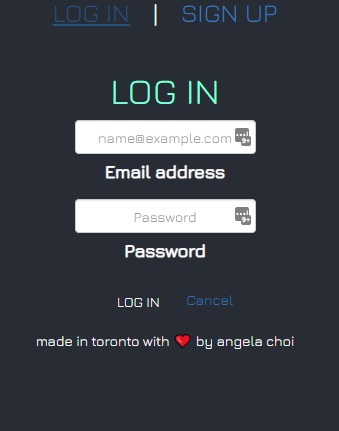 LOG IN | SIGN UP
LOG IN
name@example.com
Email address
Password
Password
LOG IN Cancel
made in toronto with ❤️ by angela choi